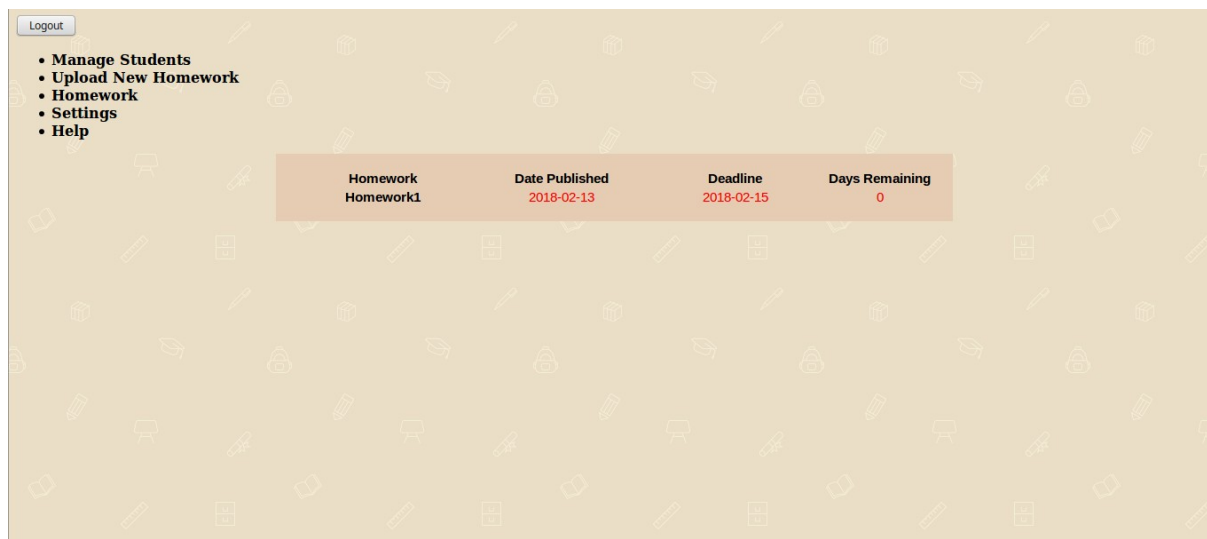 Logout
Manage Students
Upload New Homework
Homework
Settings
Help
Homework Date Published Deadline Days Remaining
Homework1 2018-02-13 2018-02-15 0